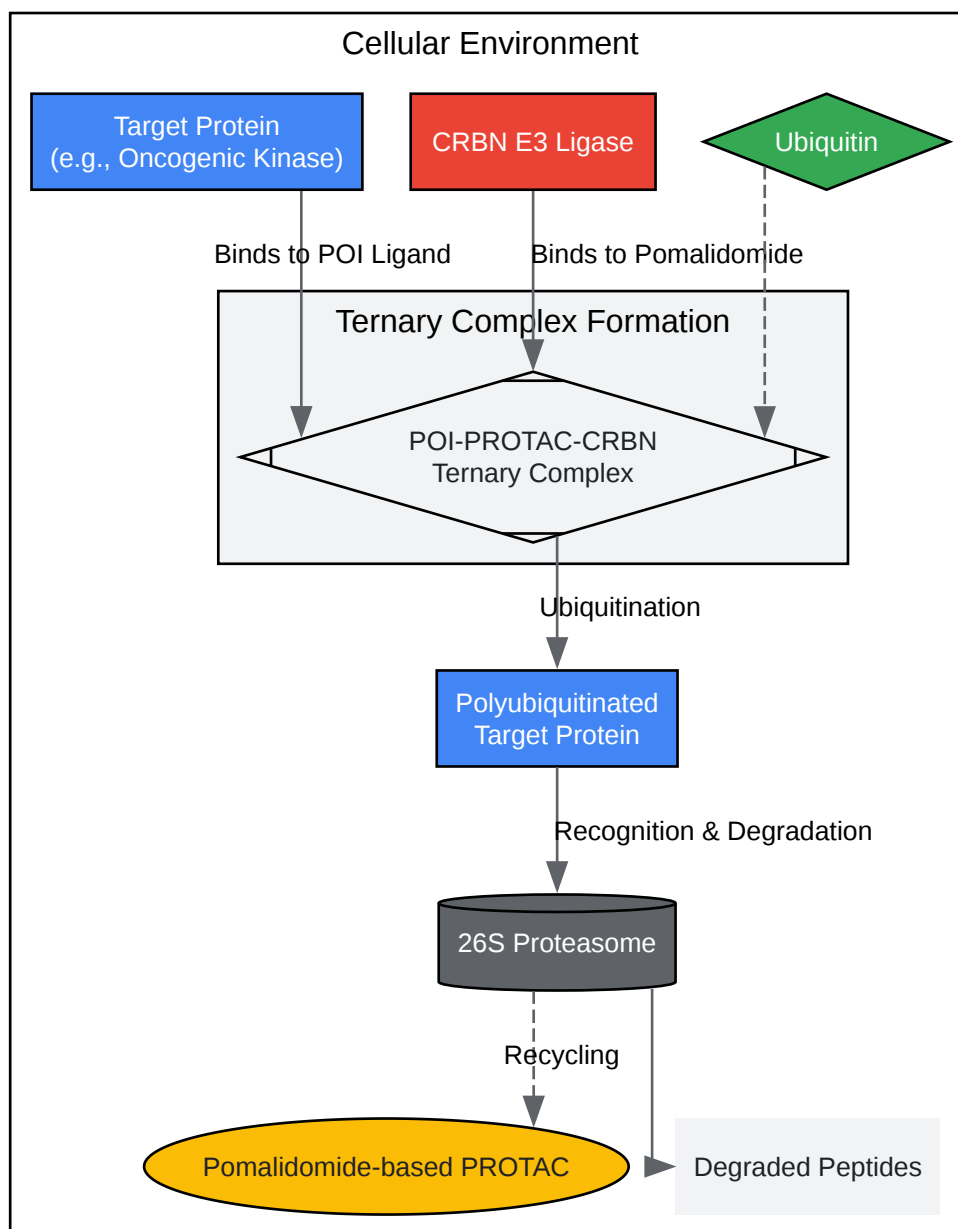 Cellular Environment
Target Protein
(e.g., Oncogenic Kinase)
CRBN E3 Ligase
Ubiquitin
Binds to POI Ligand
Binds to Pomalidomide
Ternary Complex Formation
POI-PROTAC-CRBN
Ternary Complex
Ubiquitination
Polyubiquitinated
Target Protein
Recognition & Degradation
26S Proteasome
Recycling
Pomalidomide-based PROTAC
Degraded Peptides